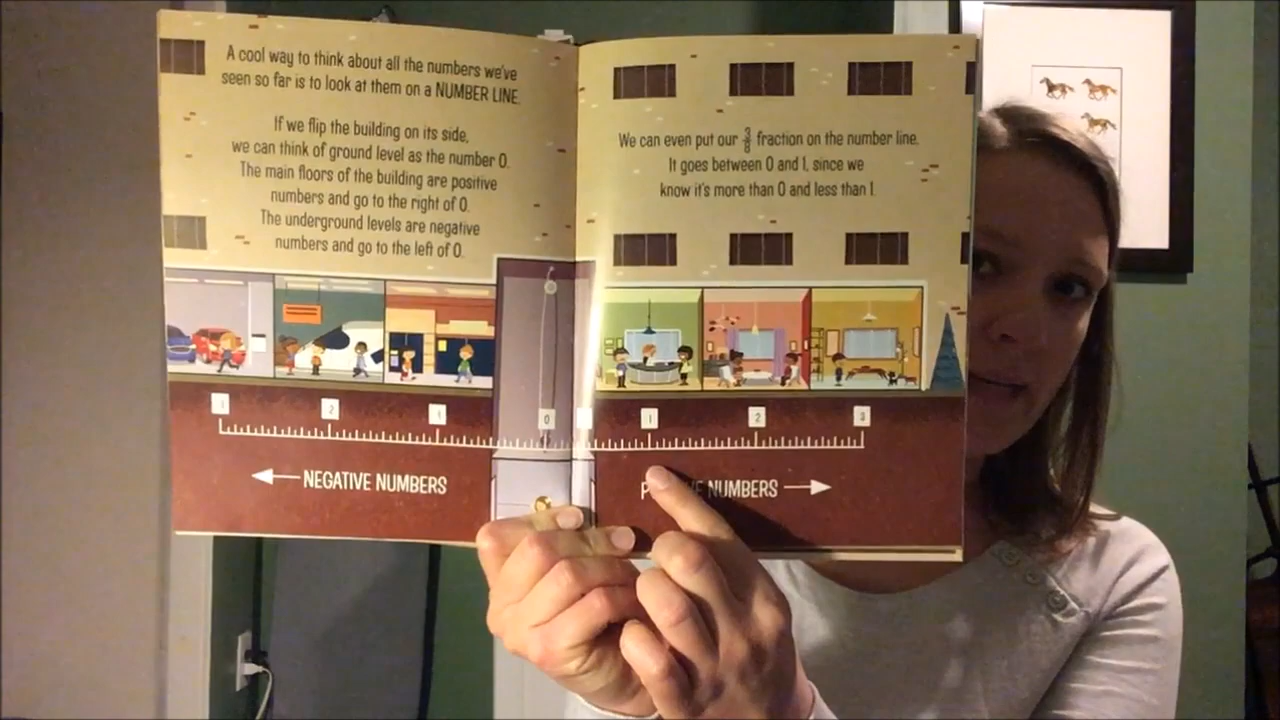 A cool way to think about all the numbers we've
seen so far is to look at them on a NUMBER LINE.
If we flip the building on its side,
we can think of ground level as the number 0.
The main floors of the building are positive
numbers and go to the right of 0.
The underground levels are negative
numbers and go to the left of 0.
We can even put our 3/8 fraction on the number line.
It goes between 0 and 1, since we
know it's more than 0 and less than 1.
0 1 2 3
NEGATIVE NUMBERS
NUMBERS